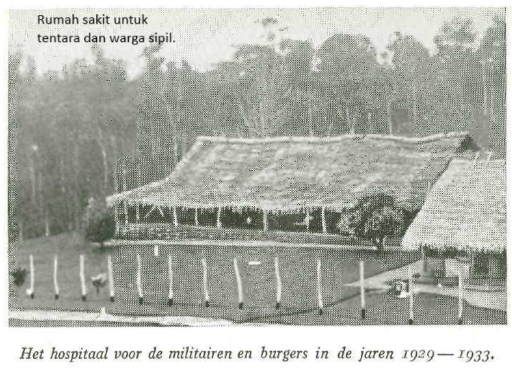 Rumah sakit untuk
tentara dan warga sipil.
Het hospitaal voor de militairen en burgers in de jaren 1929—1933.